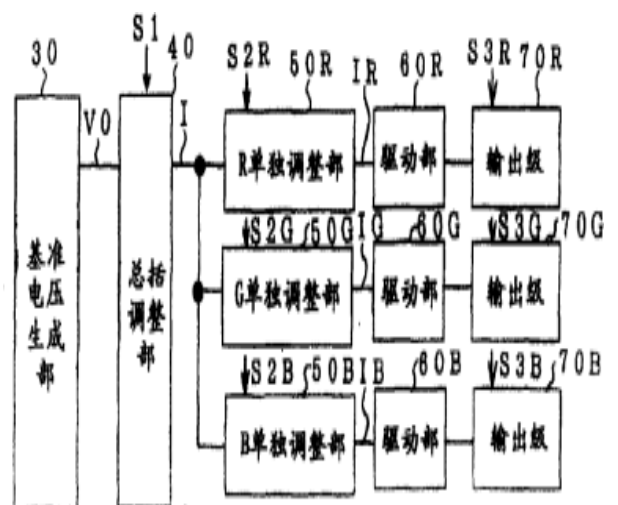 30
V0
S1
40
I
S2R
50R
IR
60R
S3R
70R
基准电压生成部
总括调整部
R单独调整部
驱动部
输出级
S2G
50G
IG
60G
S3G
70G
G单独调整部
驱动部
输出级
S2B
50B
IB
60B
S3B
70B
B单独调整部
驱动部
输出级